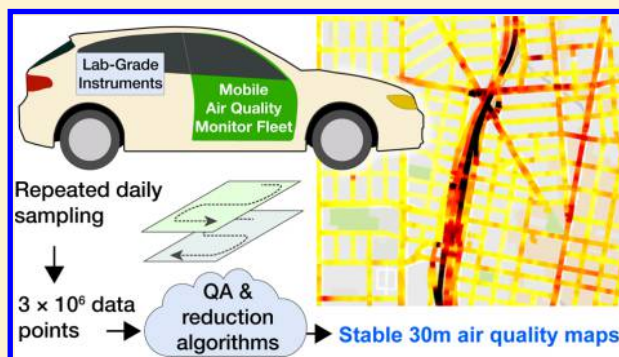 Lab-Grade
Instruments
Mobile
Air Quality
Monitor Fleet
Repeated daily
sampling
3 × 10⁶ data
points
QA &
reduction
algorithms
Stable 30m air quality maps